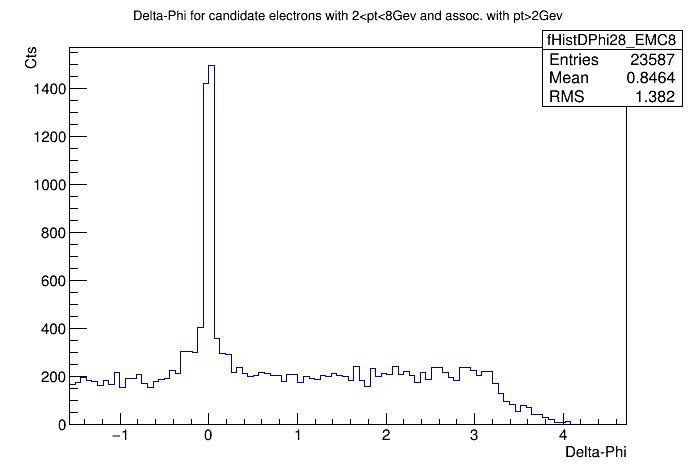 Delta-Phi for candidate electrons with 2<pt<8Gev and assoc. with pt>2Gev
fHistDPhi28_EMC8
Entries 23587
Mean 0.8464
RMS 1.382
Cts
1400
1200
1000
800
600
400
200
0
−1 0 1 2 3 4
Delta-Phi